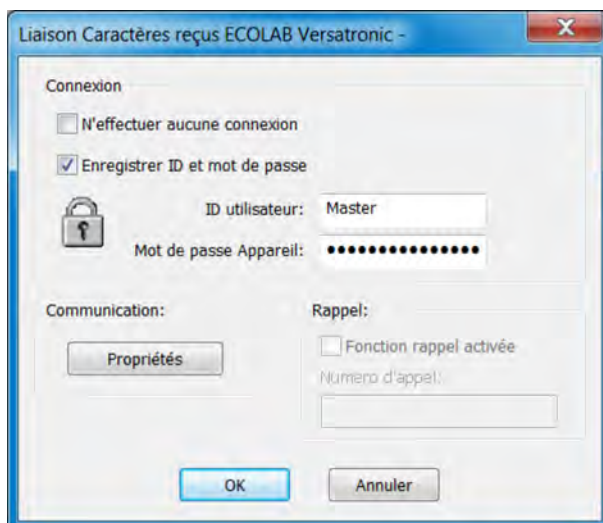 Liaison Caractères reçus ECOLAB Versatronic -
Connexion
N'effectuer aucune connexion
Enregistrer ID et mot de passe
ID utilisateur: Master
Mot de passe Appareil: ●●●●●●●●●●●●●●●
Communication: Rappel:
Propriétés
Fonction rappel activée
Numero d'appel:
OK Annuler